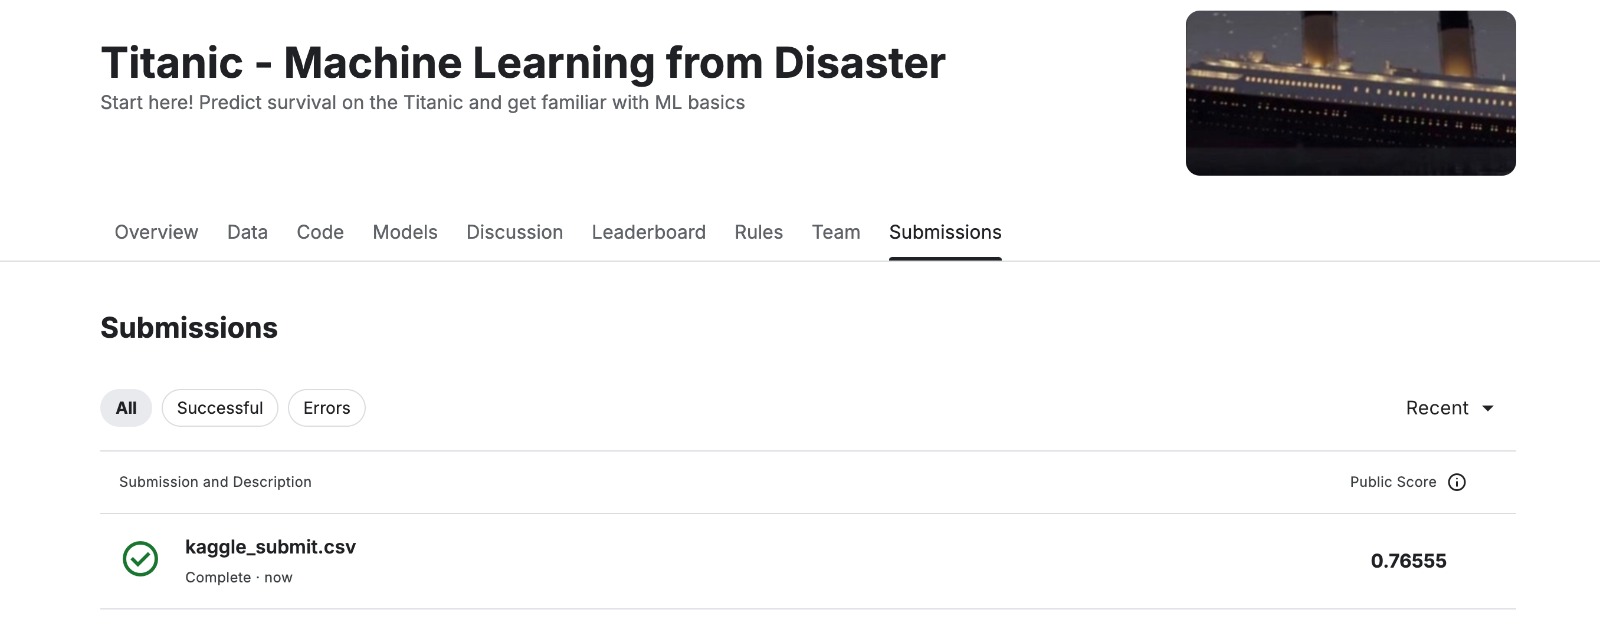 Titanic - Machine Learning from Disaster
Start here! Predict survival on the Titanic and get familiar with ML basics
Overview Data Code Models Discussion Leaderboard Rules Team Submissions
Submissions
All Successful Errors Recent
Submission and Description Public Score
kaggle_submit.csv
Complete · now
0.76555